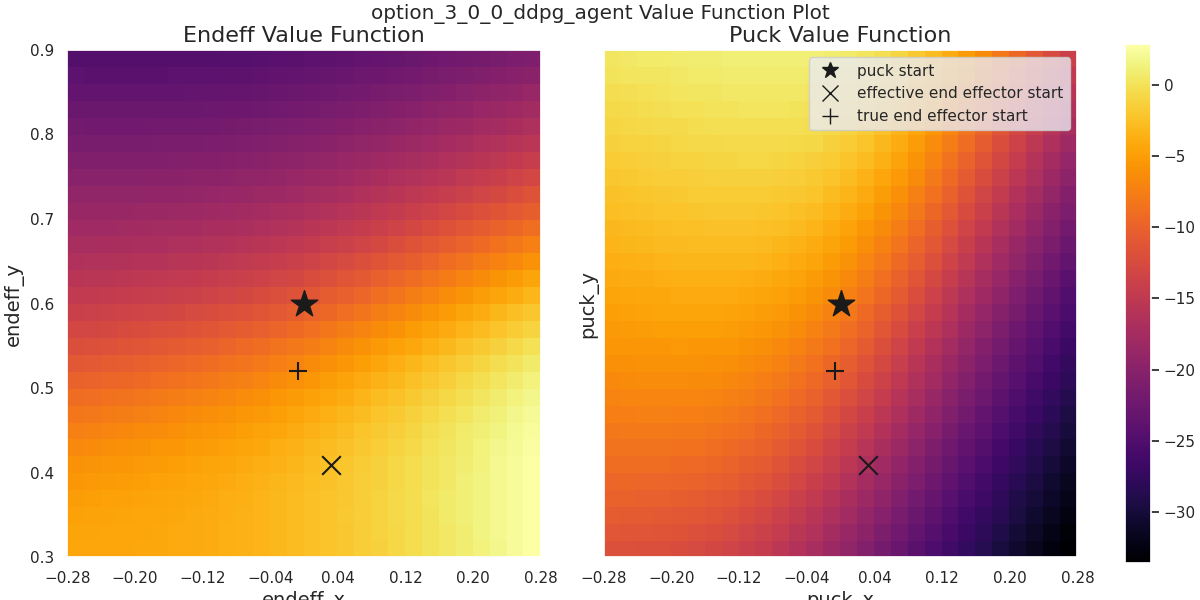 option_3_0_0_ddpg_agent Value Function Plot
Endeff Value Function
Puck Value Function
0.9
0.8
0.7
0.6
0.5
0.4
0.3
endeff_y
−0.28 −0.20 −0.12 −0.04 0.04 0.12 0.20 0.28
endeff_x
puck_y
puck start
effective end effector start
true end effector start
−0.28 −0.20 −0.12 −0.04 0.04 0.12 0.20 0.28
puck_x
0
−5
−10
−15
−20
−25
−30